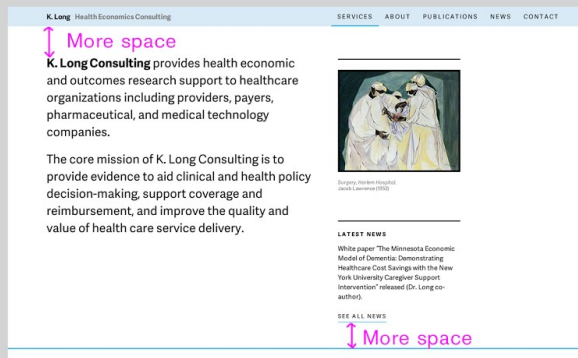 K. Long Health Economics Consulting
SERVICES ABOUT PUBLICATIONS NEWS CONTACT
More space
K. Long Consulting provides health economic
and outcomes research support to healthcare
organizations including providers, payers,
pharmaceutical, and medical technology
companies.
The core mission of K. Long Consulting is to
provide evidence to aid clinical and health policy
decision-making, support coverage and
reimbursement, and improve the quality and
value of health care service delivery.
Surgery, Harlem Hospital,
Jacob Lawrence (1953)
LATEST NEWS
White paper "The Minnesota Economic
Model of Dementia: Demonstrating
Healthcare Cost Savings with the New
York University Caregiver Support
Intervention" released (Dr. Long co-
author).
SEE ALL NEWS
More space